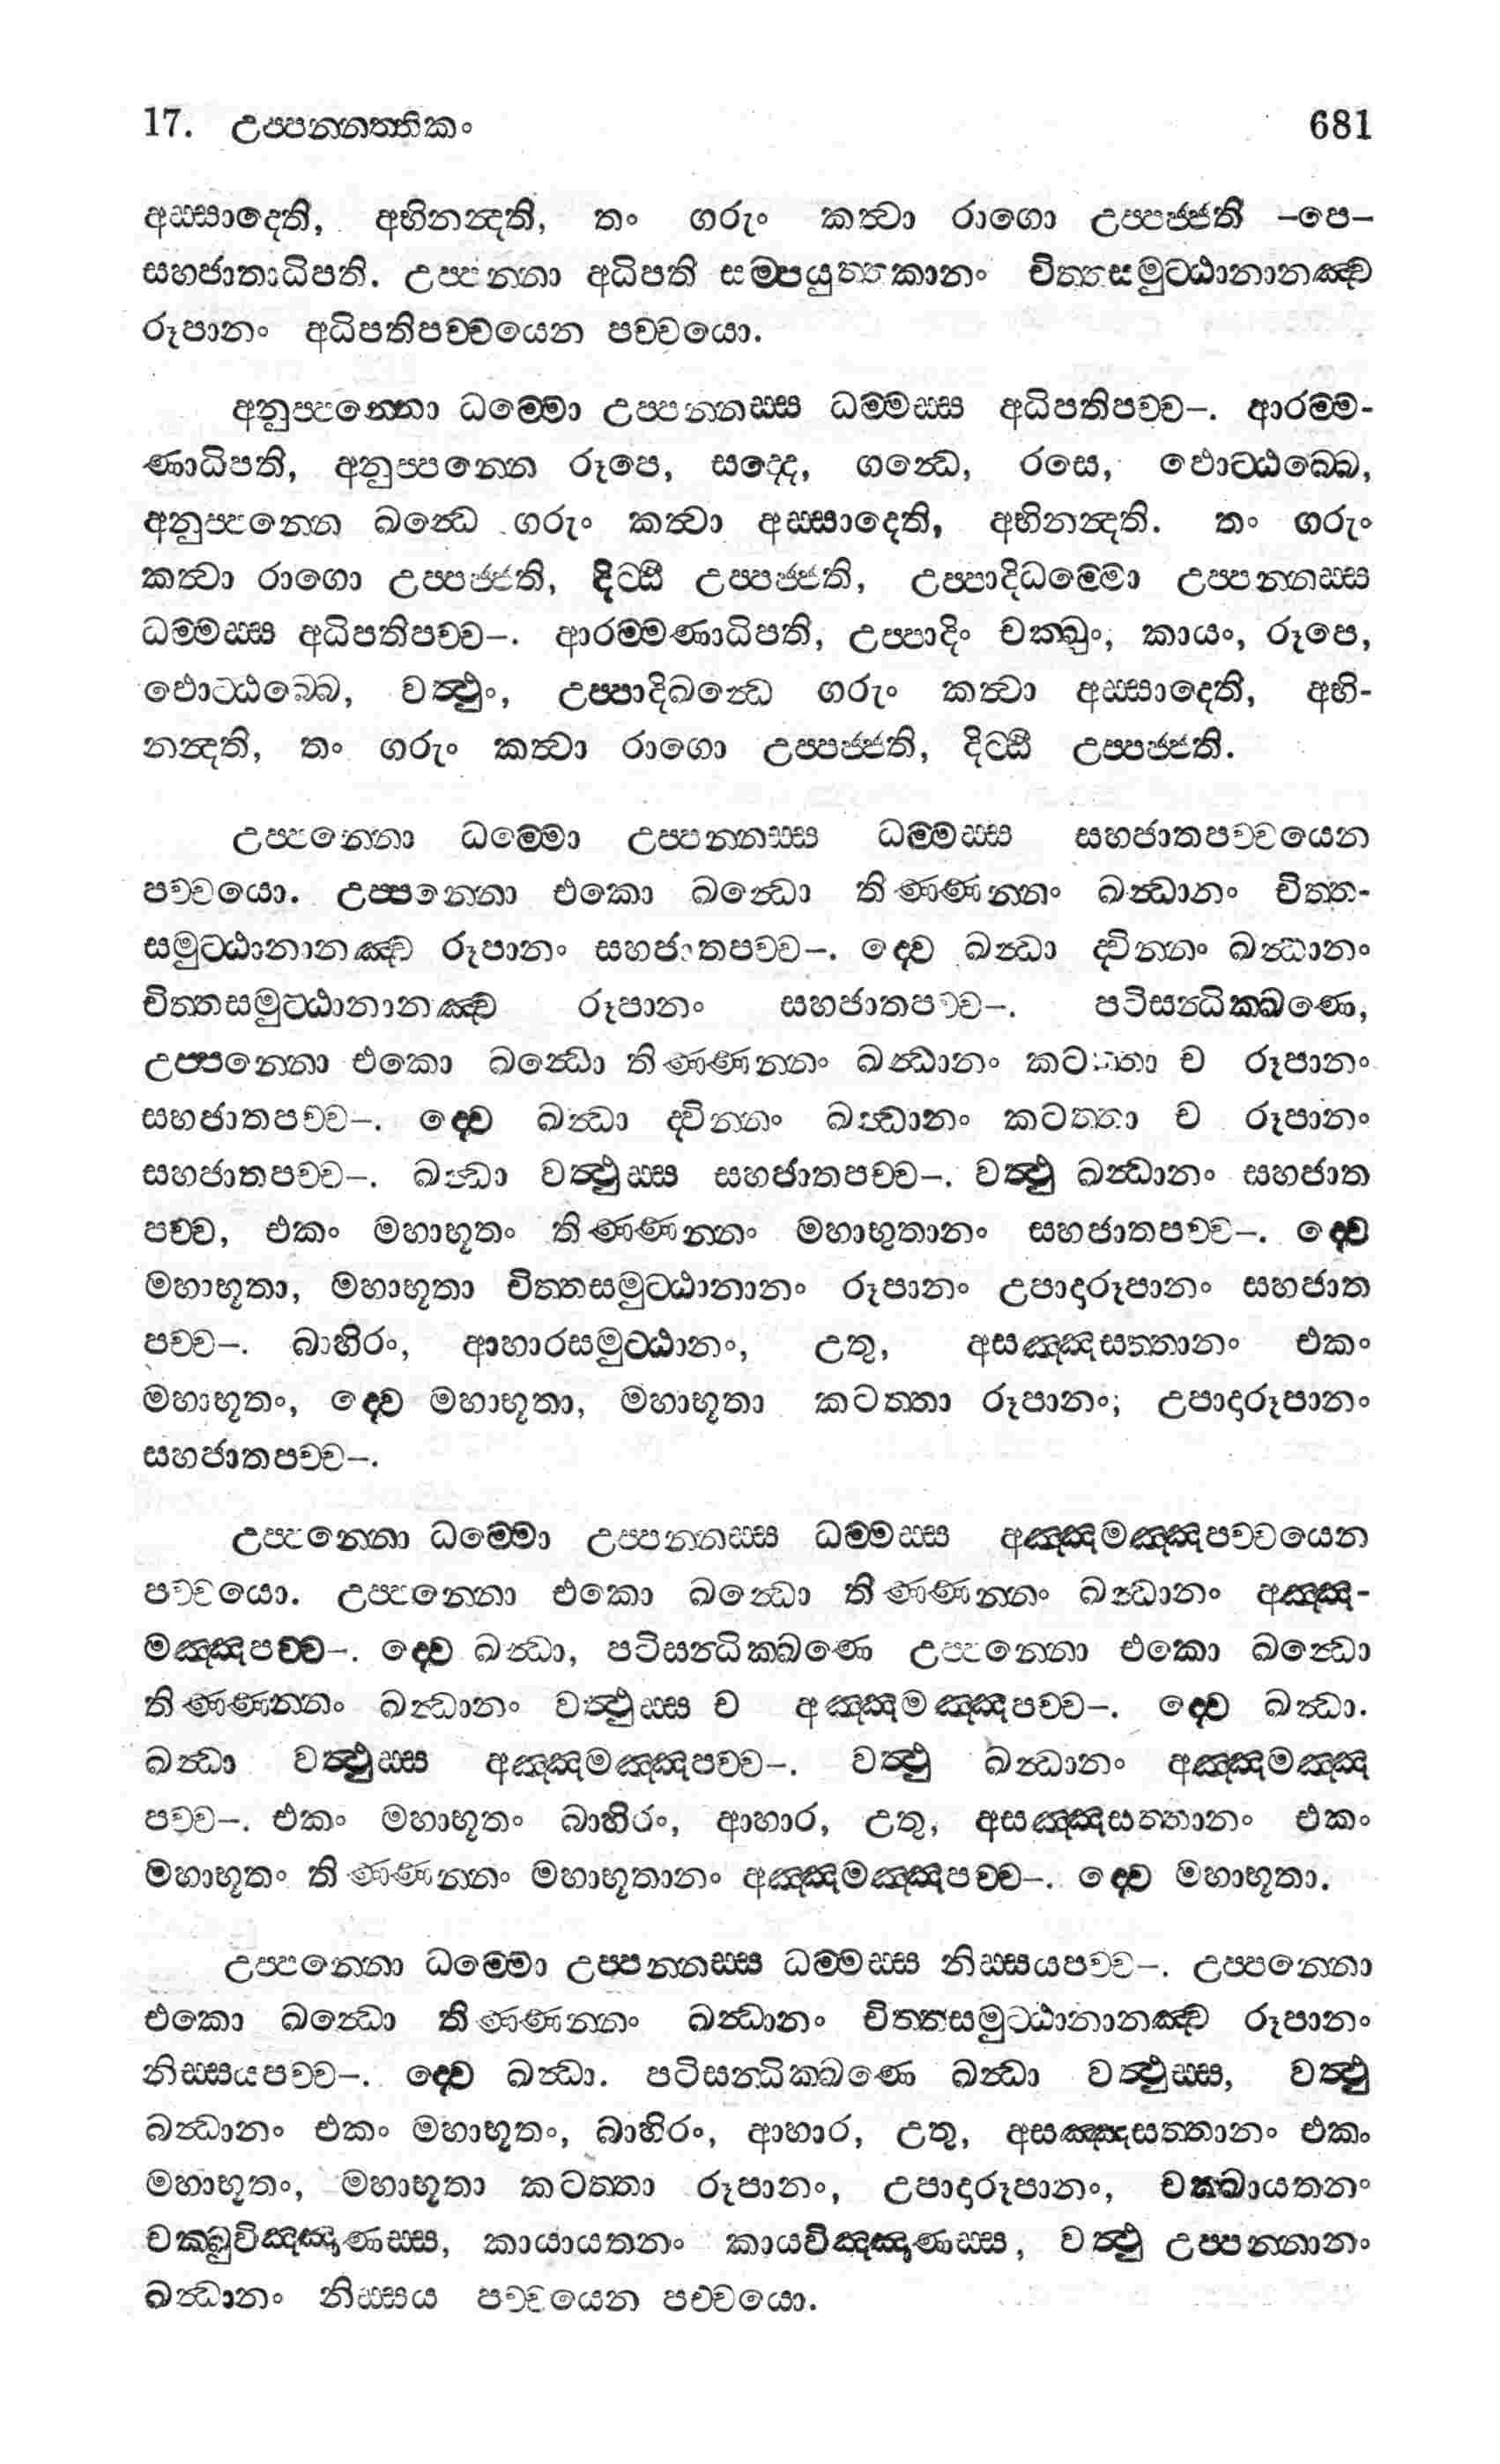 17. උප්පන්නත්තිකං 681
අස්සාදෙති, අභිනන්දති, තං ගරුං කත්වා රාගො උප්පජ්ජති –පෙ–
සහජාතාධිපති. උප්පන්නා අධිපති සම්පයුත්තකානං චිත්තසමුට්ඨානානඤ්ච
රූපානං අධිපතිපච්චයෙන පච්චයො.
අනුප්පන්නො ධම්මො උප්පන්නස්ස ධම්මස්ස අධිපතිපච්ච–. ආරම්ම-
ණාධිපති, අනුප්පන්නෙ රූපෙ, සද්දෙ, ගන්ධෙ, රසෙ, ඵොට්ඨබ්බෙ,
අනුප්පන්නෙ ඛන්ධෙ ගරුං කත්වා අස්සාදෙති, අභිනන්දති. තං ගරුං
කත්වා රාගො උප්පජ්ජති, දිට්ඨි උප්පජ්ජති, උප්පාදිධම්මො උප්පන්නස්ස
ධම්මස්ස අධිපතිපච්ච–. ආරම්මණාධිපති, උප්පාදිං චක්ඛුං, කායං, රූපෙ,
ඵොට්ඨබ්බෙ, වත්ථුං, උප්පාදිඛන්ධෙ ගරුං කත්වා අස්සාදෙති, අභි-
නන්දති, තං ගරුං කත්වා රාගො උප්පජ්ජති, දිට්ඨි උප්පජ්ජති.
උප්පන්නො ධම්මො උප්පන්නස්ස ධම්මස්ස සහජාතපච්චයෙන
පච්චයො. උප්පන්නො එකො ඛන්ධො තිණ්ණන්නං ඛන්ධානං චිත්ත-
සමුට්ඨානානඤ්ච රූපානං සහජාතපච්ච–. ද්වෙ ඛන්ධා ද්වින්නං ඛන්ධානං
චිත්තසමුට්ඨානානඤ්ච රූපානං සහජාතපච්ච–. පටිසන්ධික්ඛණෙ,
උප්පන්නො එකො ඛන්ධො තිණ්ණන්නං ඛන්ධානං කටත්තා ච රූපානං
සහජාතපච්ච–. ද්වෙ ඛන්ධා ද්වින්නං ඛන්ධානං කටත්තා ච රූපානං
සහජාතපච්ච–. ඛන්ධා වත්ථුස්ස සහජාතපච්ච–. වත්ථු ඛන්ධානං සහජාත
පච්ච, එකං මහාභූතං තිණ්ණන්නං මහාභුතානං සහජාතපච්ච–. ද්වෙ
මහාභූතා, මහාභූතා චිත්තසමුට්ඨානානං රූපානං උපාදාරූපානං සහජාත
පච්ච–. බාහිරං, ආහාරසමුට්ඨානං, උතු, අසඤ්ඤසත්තානං එකං
මහාභූතං, ද්වෙ මහාභූතා, මහාභූතා කටත්තා රූපානං; උපාදාරූපානං
සහජාතපච්ච–.
උප්පන්නො ධම්මො උප්පන්නස්ස ධම්මස්ස අඤ්ඤමඤ්ඤපච්චයෙන
පච්චයො. උප්පන්නො එකො ඛන්ධො තිණ්ණන්නං ඛන්ධානං අඤ්ඤ-
මඤ්ඤපච්ච–. ද්වෙ ඛන්ධා, පටිසන්ධික්ඛණෙ උප්පන්නො එකො ඛන්ධො
තිණ්ණන්නං ඛන්ධානං වත්ථුස්ස ච අඤ්ඤමඤ්ඤපච්ච–. ද්වෙ ඛන්ධා.
ඛන්ධා වත්ථුස්ස අඤ්ඤමඤ්ඤපච්ච–. වත්ථු ඛන්ධානං අඤ්ඤමඤ්ඤ
පච්ච–. එකං මහාභූතං බාහිරං, ආහාර, උතු, අසඤ්ඤසත්තානං එකං
මහාභූතං තිණ්ණන්නං මහාභූතානං අඤ්ඤමඤ්ඤපච්ච–. ද්වෙ මහාභූතා.
උප්පන්නො ධම්මො උප්පන්නස්ස ධම්මස්ස නිස්සයපච්ච–. උප්පන්නො
එකො ඛන්ධො තිණ්ණන්නං ඛන්ධානං චිත්තසමුට්ඨානානඤ්ච රූපානං
නිස්සයපච්ච–. ද්වෙ ඛන්ධා. පටිසන්ධික්ඛණෙ ඛන්ධා වත්ථුස්ස, වත්ථු
ඛන්ධානං එකං මහාභූතං, බාහිරං, ආහාර, උතු, අසඤ්ඤසත්තානං එකං
මහාභූතං, මහාභූතා කටත්තා රූපානං, උපාදාරූපානං, චක්ඛායතනං
චක්ඛුවිඤ්ඤාණස්ස, කායායතනං කායවිඤ්ඤාණස්ස, වත්ථු උප්පන්නානං
ඛන්ධානං නිස්සය පච්චයෙන පච්චයො.